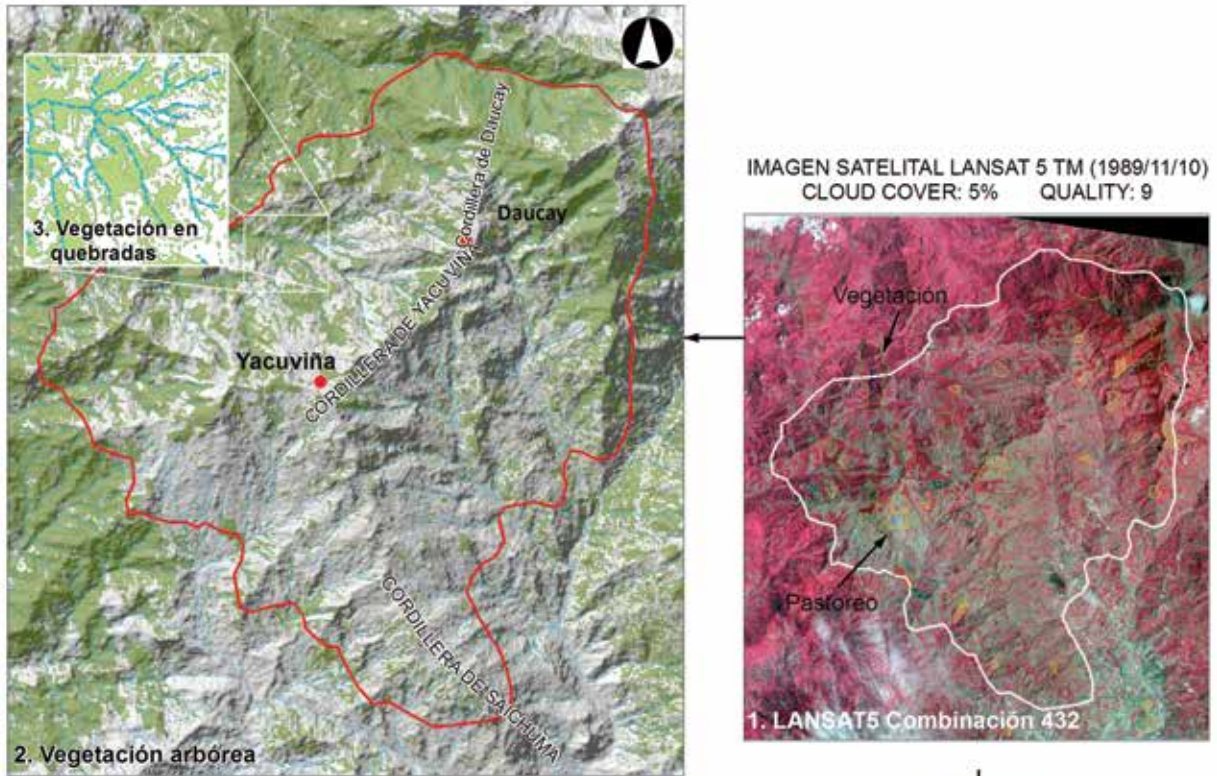 3. Vegetación en
quebradas
Cordillera de Daucay
Daucay
CORDILLERA DE YACUVIÑA
Yacuviña
CORDILLERA DE SAICHUMA
2. Vegetación arbórea
IMAGEN SATELITAL LANSAT 5 TM (1989/11/10)
CLOUD COVER: 5% QUALITY: 9
Vegetación
Pastoreo
1. LANSAT5 Combinación 432